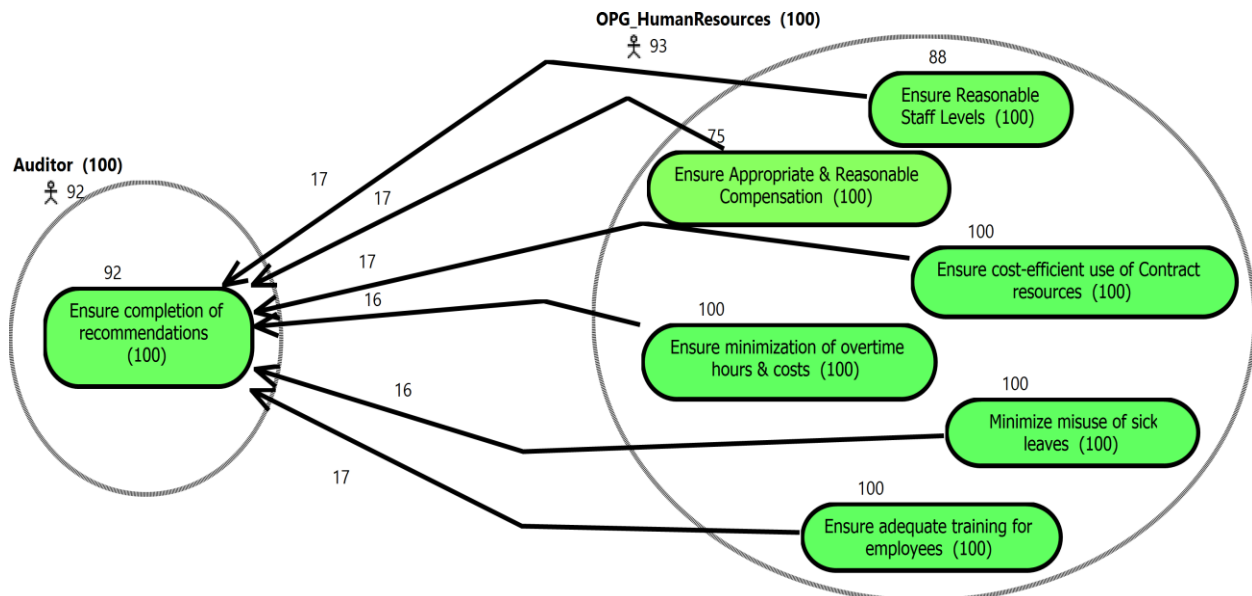 OPG_HumanResources (100)
93
88
Ensure Reasonable
Staff Levels (100)
75
Ensure Appropriate & Reasonable
Compensation (100)
Auditor (100)
92
17
17
100
Ensure cost-efficient use of Contract
resources (100)
17
92
Ensure completion of
recommendations
(100)
16
100
Ensure minimization of overtime
hours & costs (100)
100
Minimize misuse of sick
leaves (100)
16
17
100
Ensure adequate training for
employees (100)